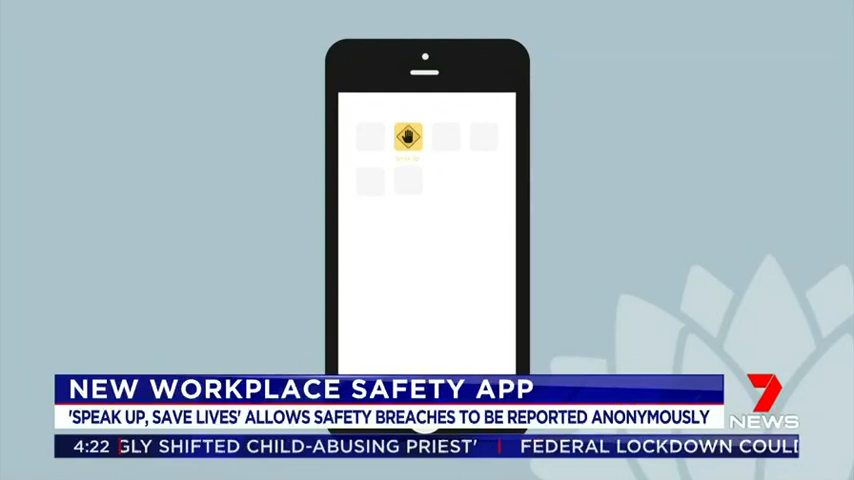 NEW WORKPLACE SAFETY APP
'SPEAK UP, SAVE LIVES' ALLOWS SAFETY BREACHES TO BE REPORTED ANONYMOUSLY
7 NEWS
4:22 GLY SHIFTED CHILD-ABUSING PRIEST' | FEDERAL LOCKDOWN COUL